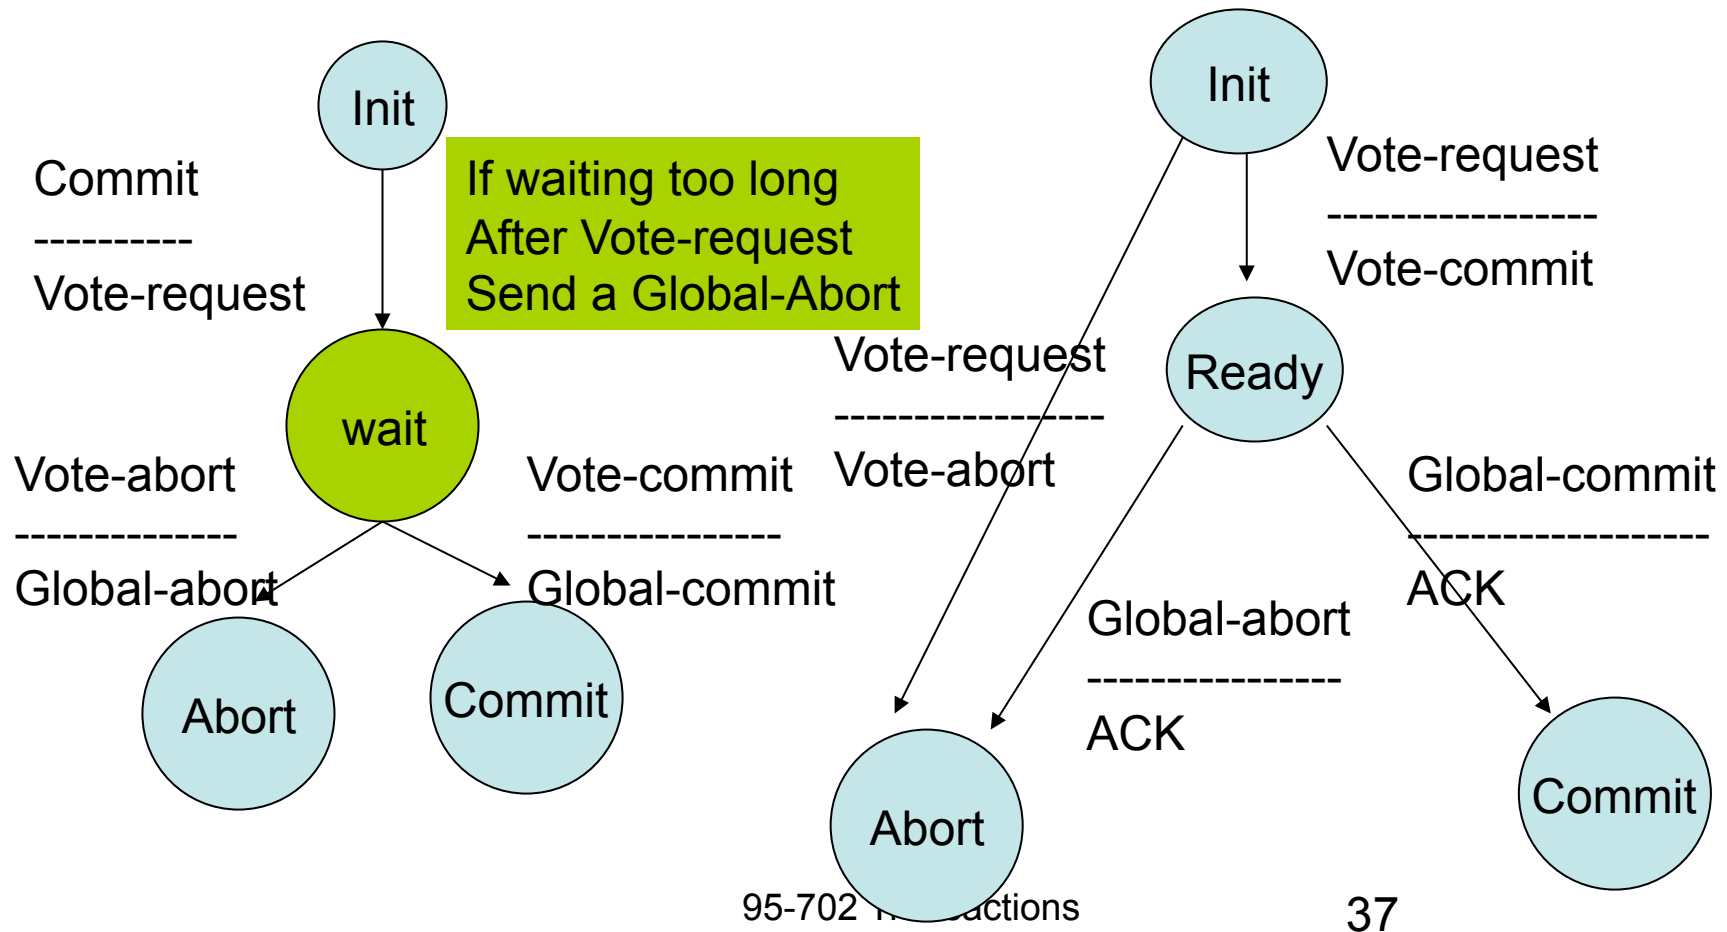 Init
Commit
----------
Vote-request
If waiting too long
After Vote-request
Send a Global-Abort
wait
Vote-abort
--------------
Global-abort
Vote-commit
----------------
Global-commit
Abort
Commit
Init
Vote-request
-----------------
Vote-commit
Vote-request
-----------------
Vote-abort
Ready
Global-commit
-------------------
ACK
Global-abort
----------------
ACK
Abort
Commit
95-702 actions
37